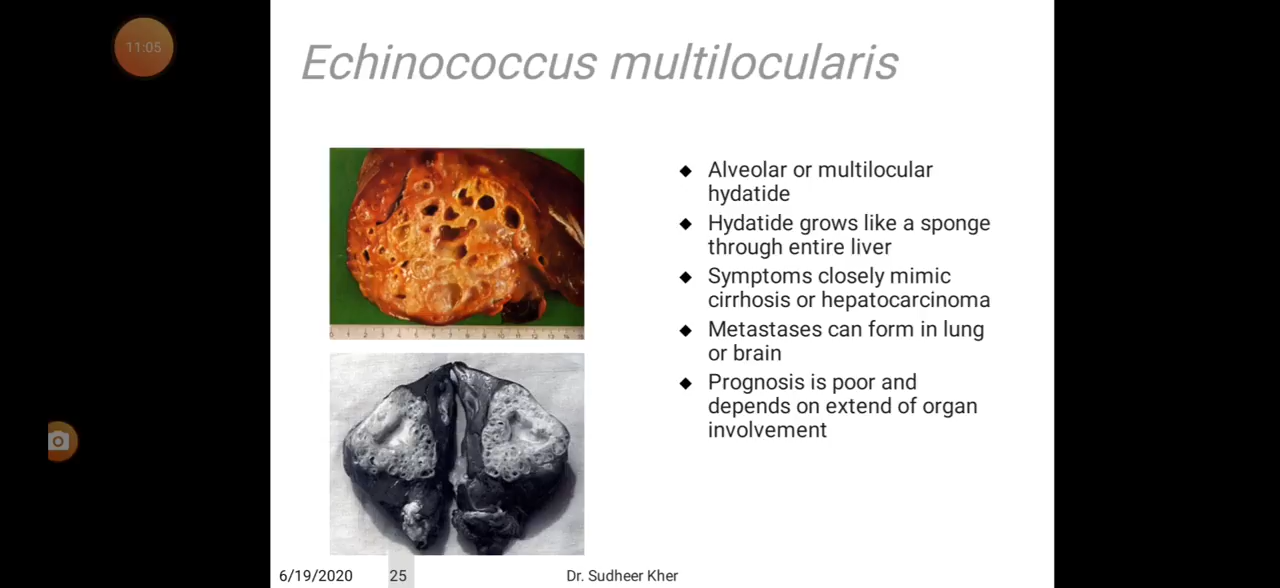 11:05
Echinococcus multilocularis
◆ Alveolar or multilocular
hydatide
◆ Hydatide grows like a sponge
through entire liver
◆ Symptoms closely mimic
cirrhosis or hepatocarcinoma
◆ Metastases can form in lung
or brain
◆ Prognosis is poor and
depends on extend of organ
involvement
6/19/2020 25 Dr. Sudheer Kher